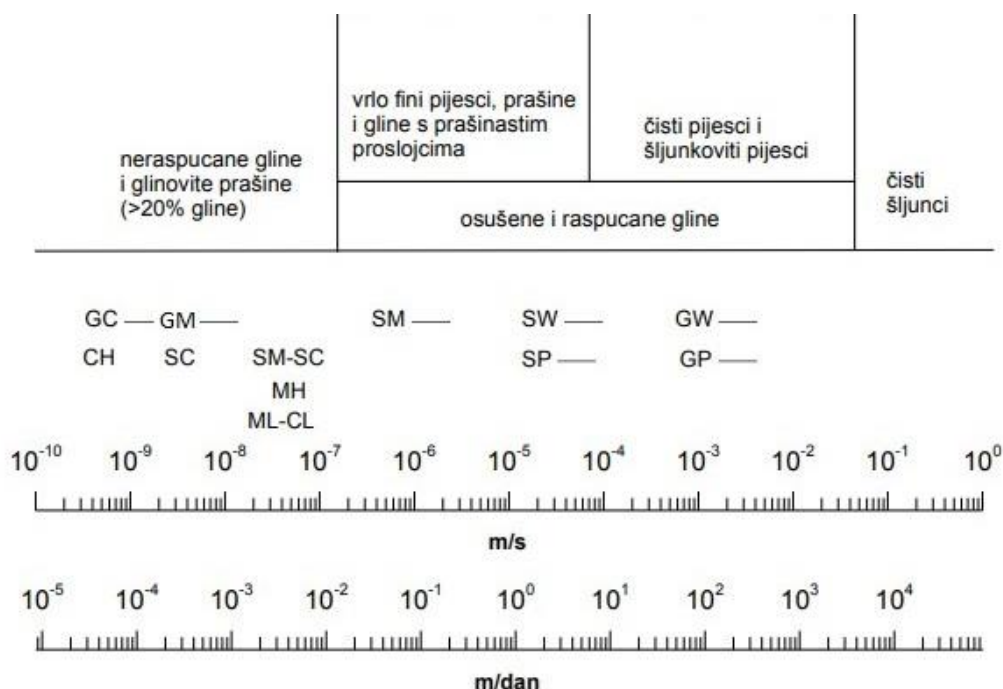 neraspucane gline
i glinovite prašine
(>20% gline)
vrlo fini pijesci, prašine
i gline s prašinastim
proslojcima
čisti pijesci i
šljunkoviti pijesci
osušene i raspucane gline
čisti
šljunci
GC GM SM SW GW
CH SC SM-SC SP GP
MH
ML-CL
10⁻¹⁰ 10⁻⁹ 10⁻⁸ 10⁻⁷ 10⁻⁶ 10⁻⁵ 10⁻⁴ 10⁻³ 10⁻² 10⁻¹ 10⁰
m/s
10⁻⁵ 10⁻⁴ 10⁻³ 10⁻² 10⁻¹ 10⁰ 10¹ 10² 10³ 10⁴
m/dan